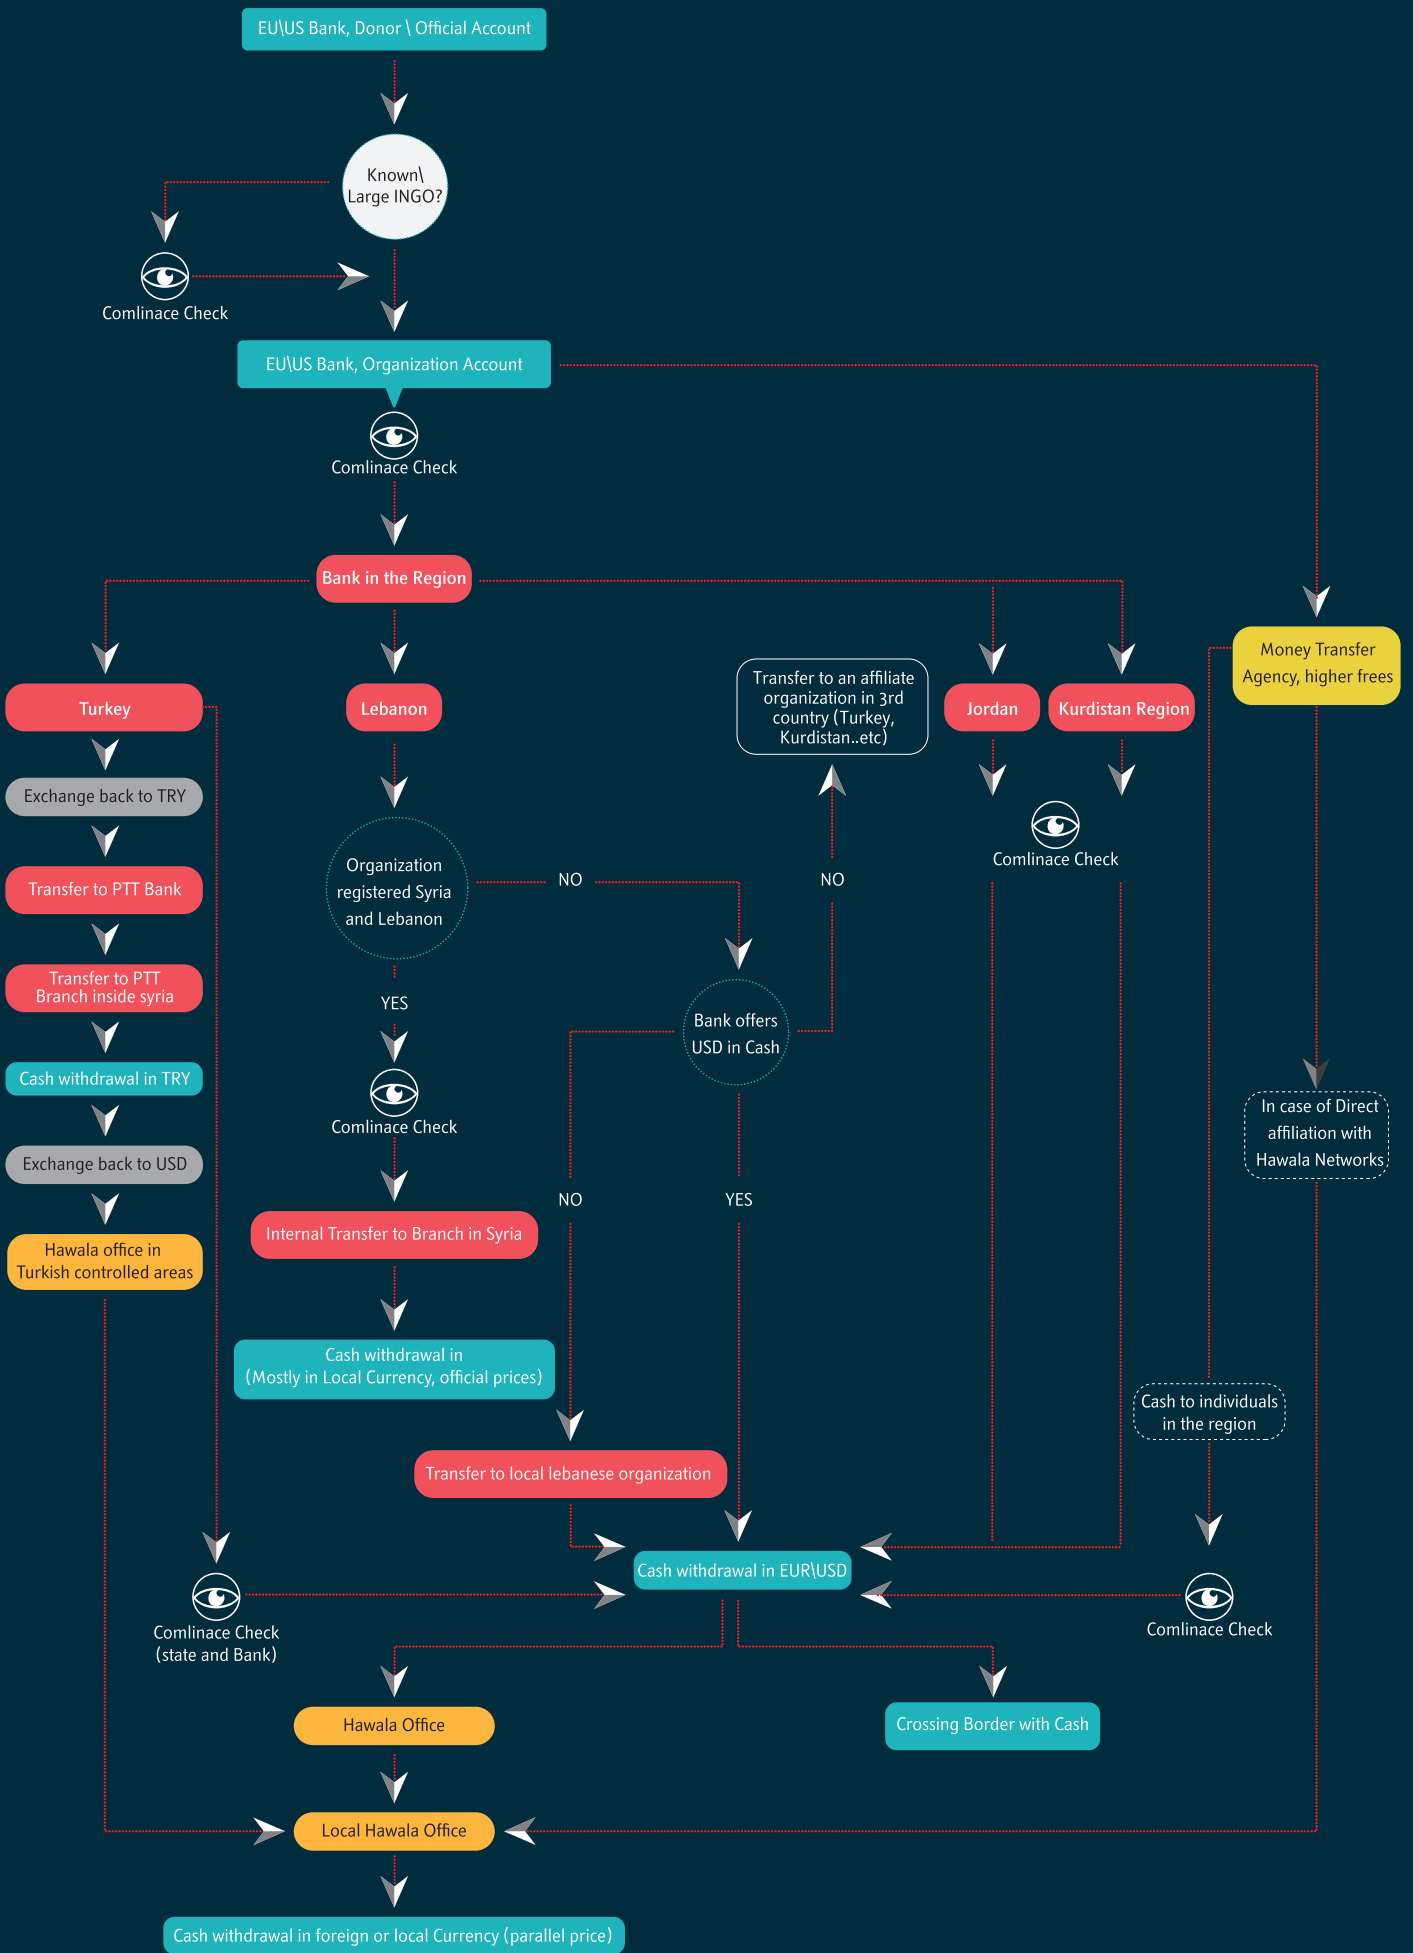 EU\US Bank, Donor \ Official Account
Known\
Large INGO?
Comlinace Check
EU\US Bank, Organization Account
Comlinace Check
Bank in the Region
Turkey
Lebanon
Transfer to an affiliate
organization in 3rd
country (Turkey,
Kurdistan..etc)
Jordan
Kurdistan Region
Money Transfer
Agency, higher frees
Exchange back to TRY
Transfer to PTT Bank
Transfer to PTT
Branch inside syria
Cash withdrawal in TRY
Exchange back to USD
Hawala office in
Turkish controlled areas
Organization
registered Syria
and Lebanon
NO
NO
Comlinace Check
YES
Bank offers
USD in Cash
Comlinace Check
In case of Direct
affiliation with
Hawala Networks
NO
YES
Internal Transfer to Branch in Syria
Cash withdrawal in
(Mostly in Local Currency, official prices)
Cash to individuals
in the region
Transfer to local lebanese organization
Cash withdrawal in EUR\USD
Comlinace Check
(state and Bank)
Comlinace Check
Hawala Office
Crossing Border with Cash
Local Hawala Office
Cash withdrawal in foreign or local Currency (parallel price)